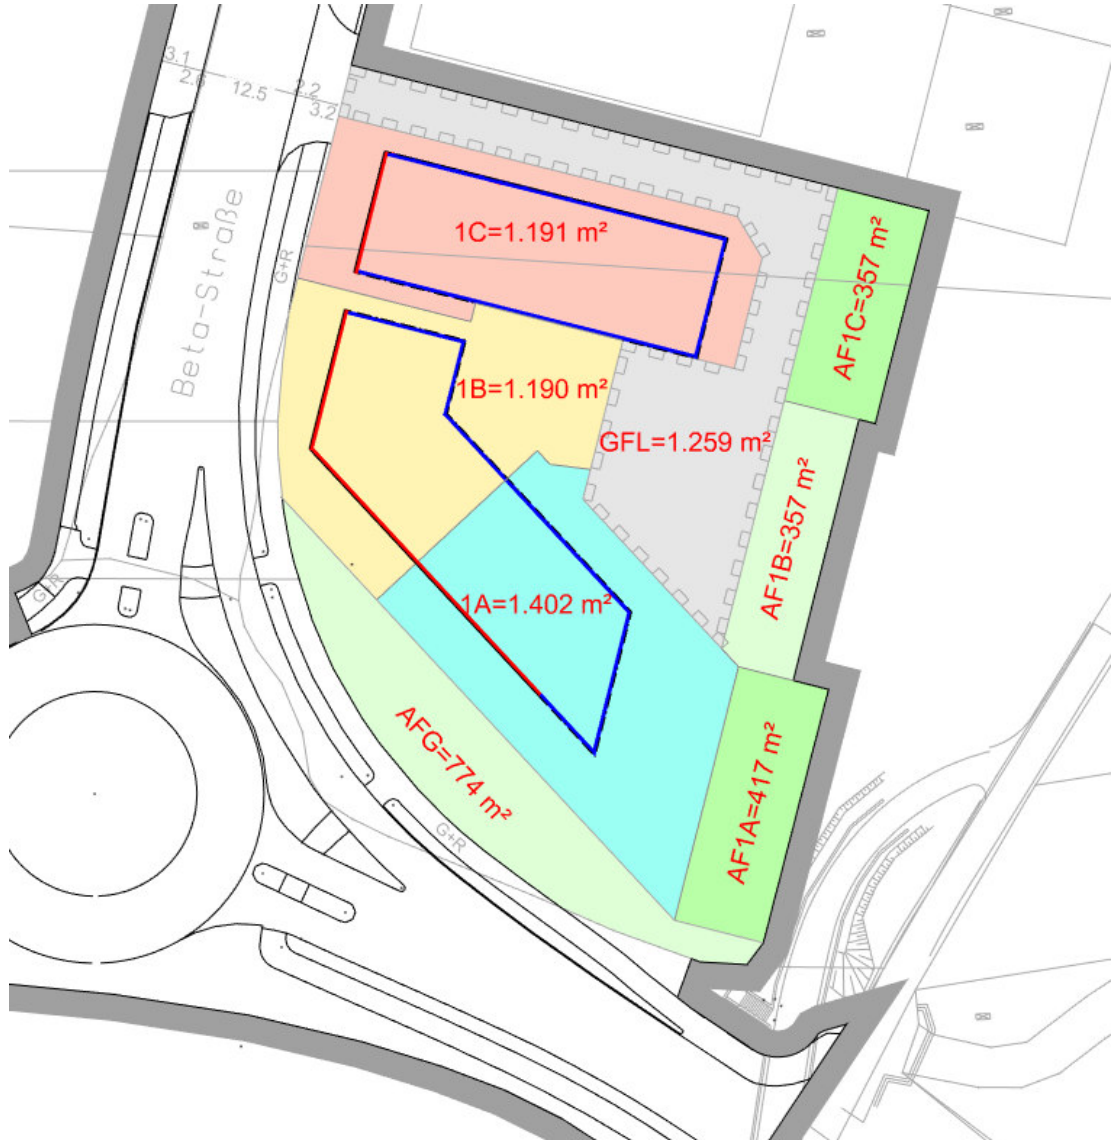 3.1
2.6
12.5
2.2
3.2
1C=1.191 m²
AF1C=357 m²
Beta-Straße
G+R
1B=1.190 m²
GFL=1.259 m²
AF1B=357 m²
G+R
1A=1.402 m²
AFG=774 m²
AF1A=417 m²
G+R